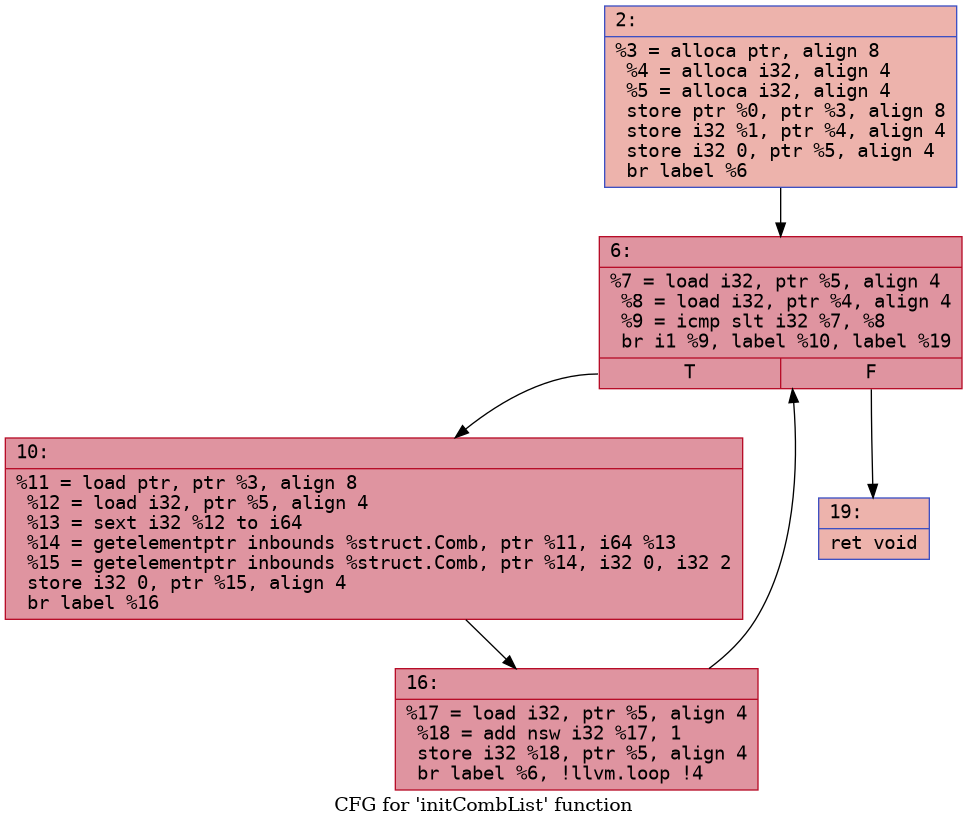 2:
%3 = alloca ptr, align 8
%4 = alloca i32, align 4
%5 = alloca i32, align 4
store ptr %0, ptr %3, align 8
store i32 %1, ptr %4, align 4
store i32 0, ptr %5, align 4
br label %6
6:
%7 = load i32, ptr %5, align 4
%8 = load i32, ptr %4, align 4
%9 = icmp slt i32 %7, %8
br i1 %9, label %10, label %19
T F
10:
%11 = load ptr, ptr %3, align 8
%12 = load i32, ptr %5, align 4
%13 = sext i32 %12 to i64
%14 = getelementptr inbounds %struct.Comb, ptr %11, i64 %13
%15 = getelementptr inbounds %struct.Comb, ptr %14, i32 0, i32 2
store i32 0, ptr %15, align 4
br label %16
19:
ret void
16:
%17 = load i32, ptr %5, align 4
%18 = add nsw i32 %17, 1
store i32 %18, ptr %5, align 4
br label %6, !llvm.loop !4
CFG for 'initCombList' function